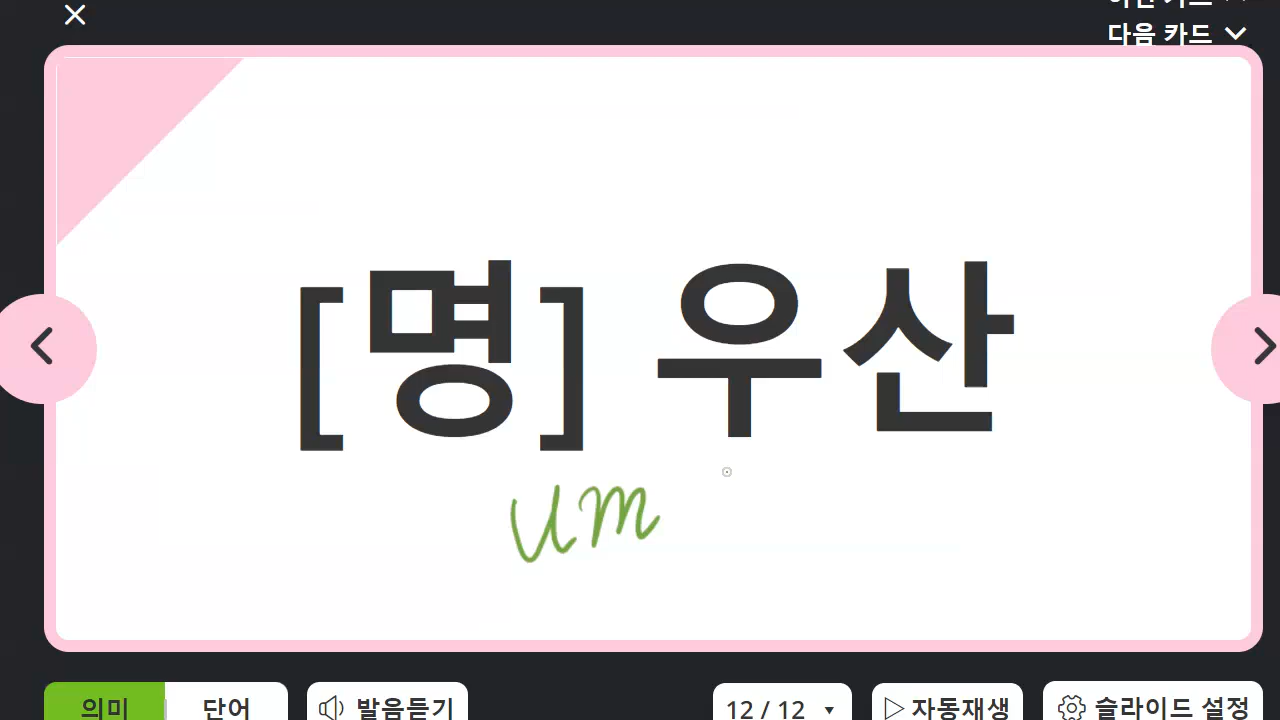 다음 카드
[명] 우산
um
의미 단어 발음듣기 12 / 12 자동재생 슬라이드 설정